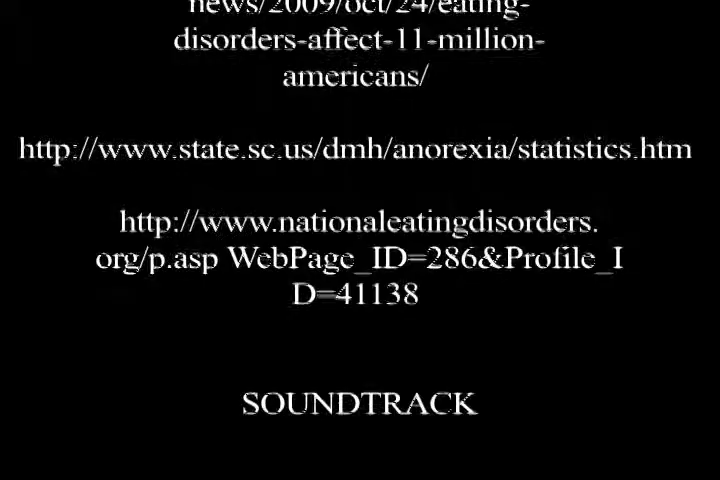 news/2009/oct/24/eating-
disorders-affect-11-million-
americans/
http://www.state.sc.us/dmh/anorexia/statistics.htm
http://www.nationaleatingdisorders.
org/p.asp WebPage_ID=286&Profile_I
D=41138
SOUNDTRACK